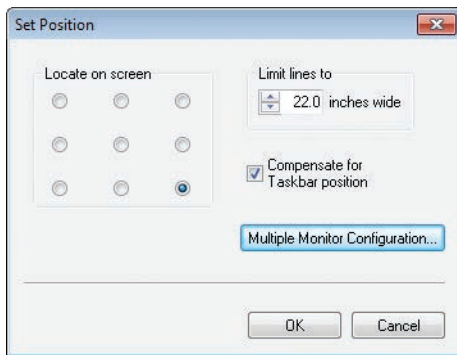 Set Position
Locate on screen
Limit lines to
22.0 inches wide
Compensate for
Taskbar position
Multiple Monitor Configuration...
OK
Cancel